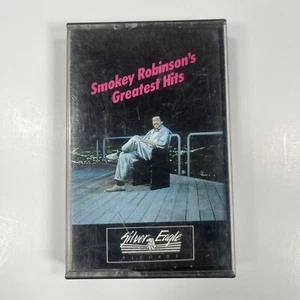 Smokey Robinson's
Greatest Hits
Silver Eagle
RECORDS